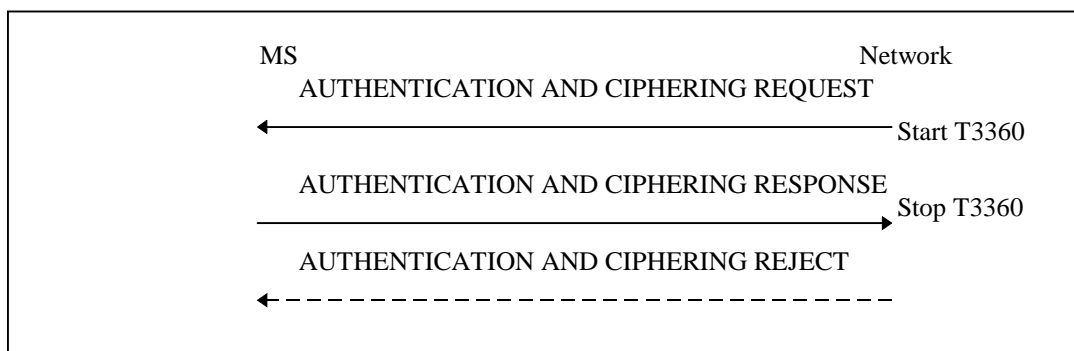 MS Network
AUTHENTICATION AND CIPHERING REQUEST
Start T3360
AUTHENTICATION AND CIPHERING RESPONSE
Stop T3360
AUTHENTICATION AND CIPHERING REJECT